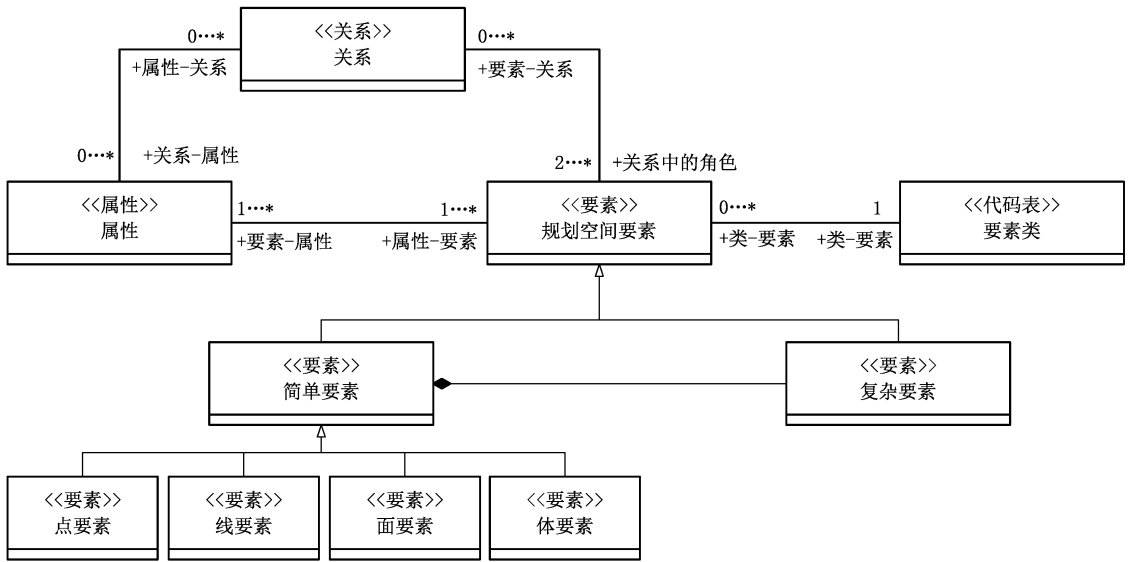 <<关系>>
关系
0…*
+属性-关系
0…*
+要素-关系
0…*
+关系-属性
2…*
+关系中的角色
<<属性>>
属性
1…*
+要素-属性
1…*
+属性-要素
<<要素>>
规划空间要素
0…*
+类-要素
1
+类-要素
<<代码表>>
要素类
<<要素>>
简单要素
<<要素>>
复杂要素
<<要素>>
点要素
<<要素>>
线要素
<<要素>>
面要素
<<要素>>
体要素